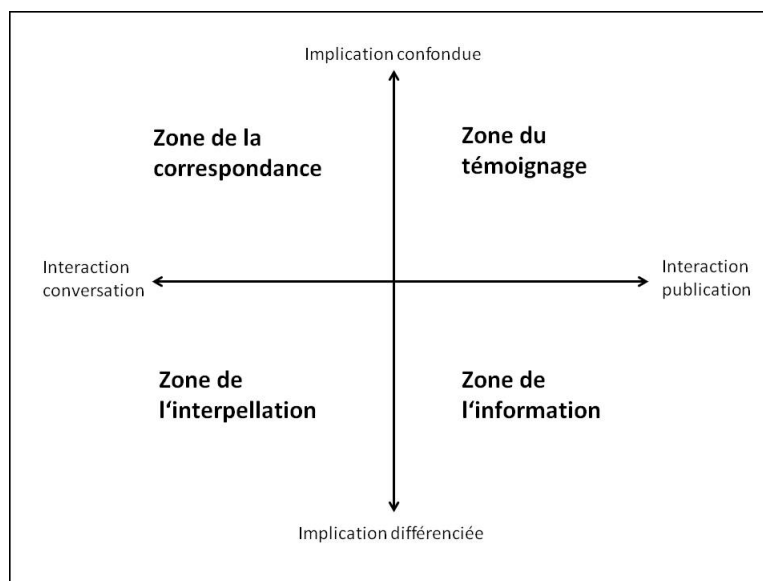 Implication confondue
Zone de la
correspondance
Zone du
témoignage
Interaction
conversation
Interaction
publication
Zone de
l‘interpellation
Zone de
l‘information
Implication différenciée